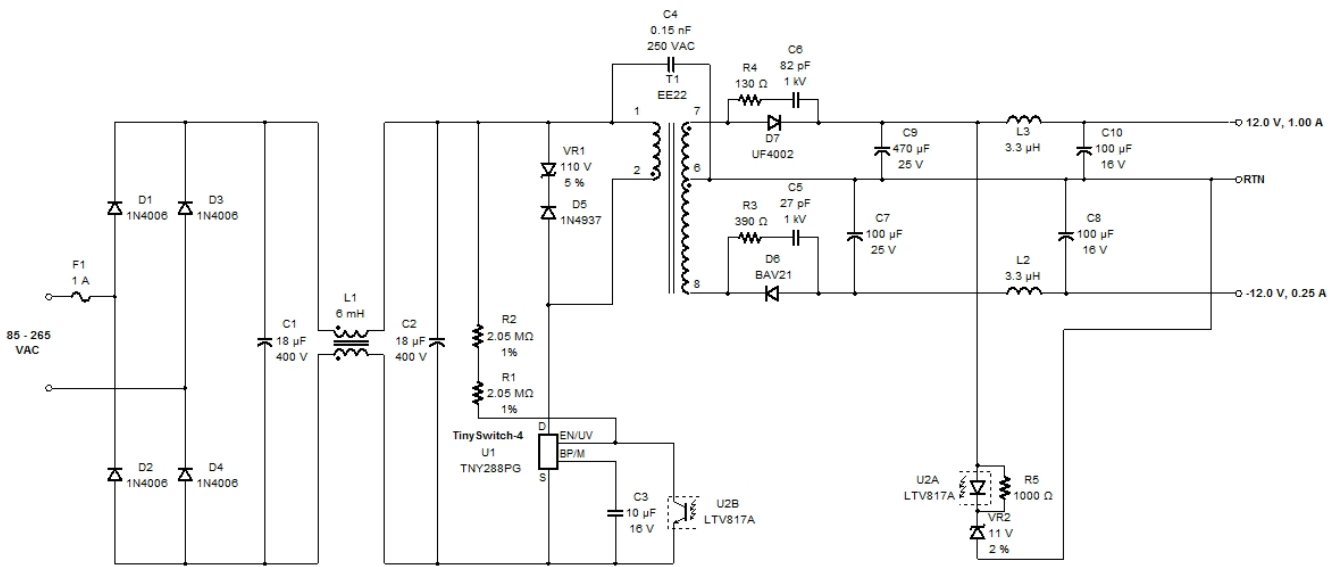 C4
0.15 nF
250 VAC
T1
EE22
1
2
7
6
8
R4
130 Ω
C6
82 pF
1 kV
D7
UF4002
C9
470 µF
25 V
L3
3.3 µH
C10
100 µF
16 V
12.0 V, 1.00 A
RTN
VR1
110 V
5 %
D5
1N4937
D1
1N4006
D3
1N4006
R3
390 Ω
C5
27 pF
1 kV
D6
BAV21
C7
100 µF
25 V
C8
100 µF
16 V
L2
3.3 µH
-12.0 V, 0.25 A
F1
1 A
85 - 265
VAC
C1
18 µF
400 V
L1
6 mH
C2
18 µF
400 V
R2
2.05 MΩ
1%
R1
2.05 MΩ
1%
TinySwitch-4
U1
TNY288PG
D
S
EN/UV
BP/M
D2
1N4006
D4
1N4006
C3
10 µF
16 V
U2B
LTV817A
U2A
LTV817A
R5
1000 Ω
VR2
11 V
2 %